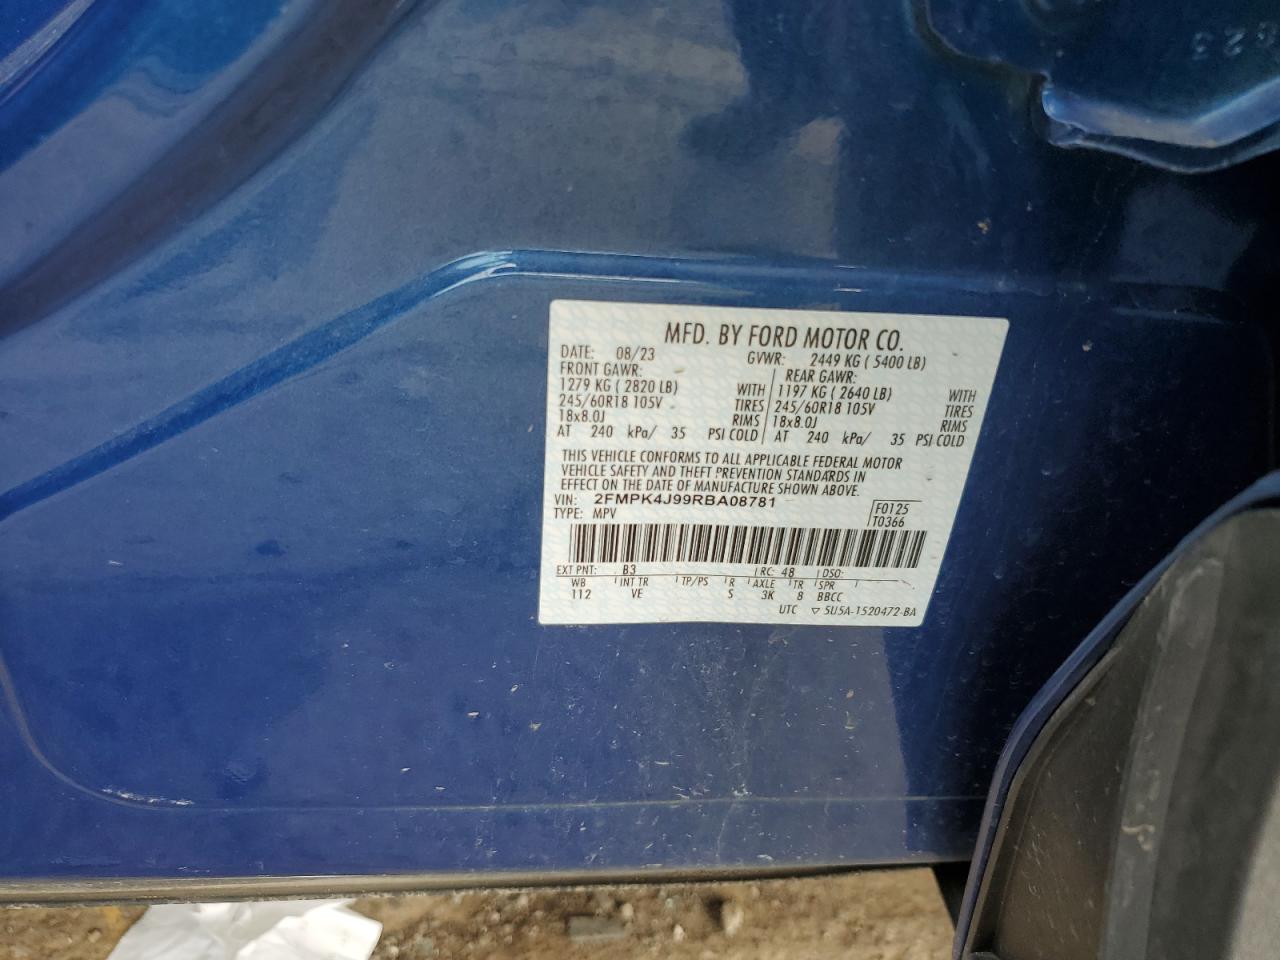 MFD. BY FORD MOTOR CO.
DATE: 08/23 GVWR: 2449 KG ( 5400 LB)
FRONT GAWR: REAR GAWR:
1279 KG ( 2820 LB) WITH 1197 KG ( 2640 LB) WITH
245/60R18 105V TIRES 245/60R18 105V TIRES
18x8.0J RIMS 18x8.0J RIMS
AT 240 kPa/ 35 PSI COLD AT 240 kPa/ 35 PSI COLD
THIS VEHICLE CONFORMS TO ALL APPLICABLE FEDERAL MOTOR
VEHICLE SAFETY AND THEFT PREVENTION STANDARDS IN
EFFECT ON THE DATE OF MANUFACTURE SHOWN ABOVE.
VIN: 2FMPK4J99RBA08781
TYPE: MPV
F0125
T0366
EXT PNT: B3 RC: 48 DSO:
WB INT TR TP/PS R AXLE TR SPR
112 VE S 3K 8 BBCC
UTC ▽ 5U5A-1520472-BA